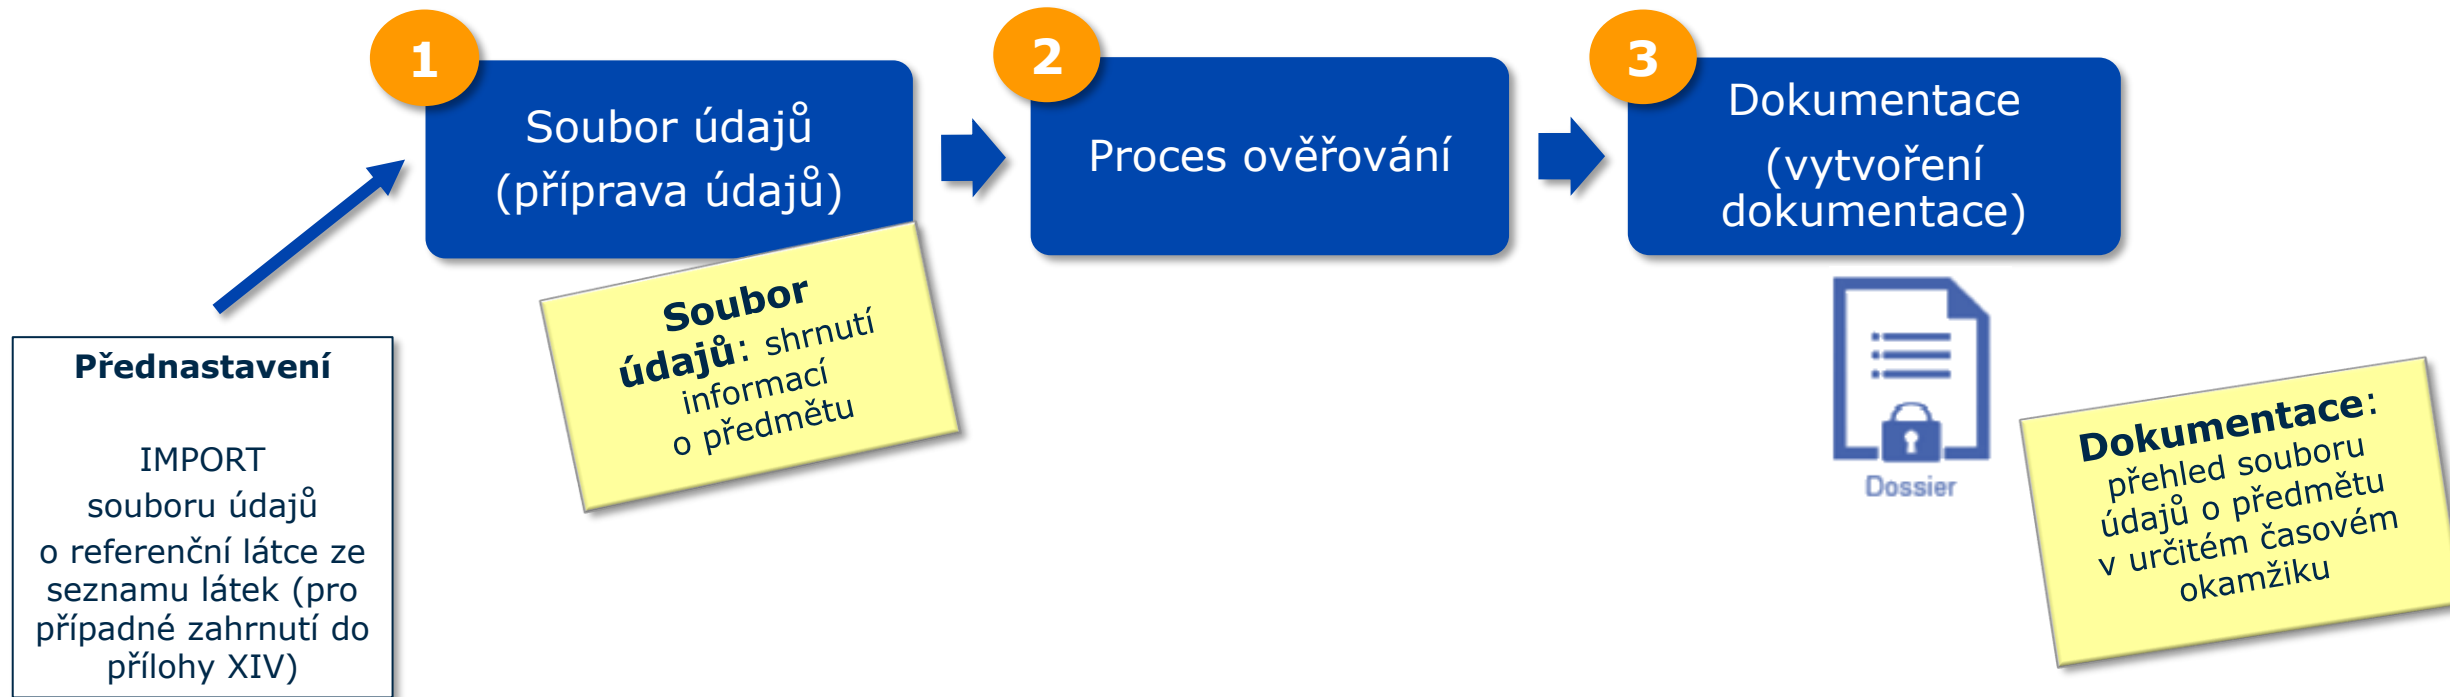 1
Soubor údajů
(příprava údajů)
2
Proces ověřování
3
Dokumentace
(vytvoření
dokumentace)
Přednastavení
IMPORT
souboru údajů
o referenční látce ze
seznamu látek (pro
případné zahrnutí do
přílohy XIV)
Soubor
údajů: shrnutí
informací
o předmětu
Dossier
Dokumentace:
přehled souboru
údajů o předmětu
v určitém časovém
okamžiku